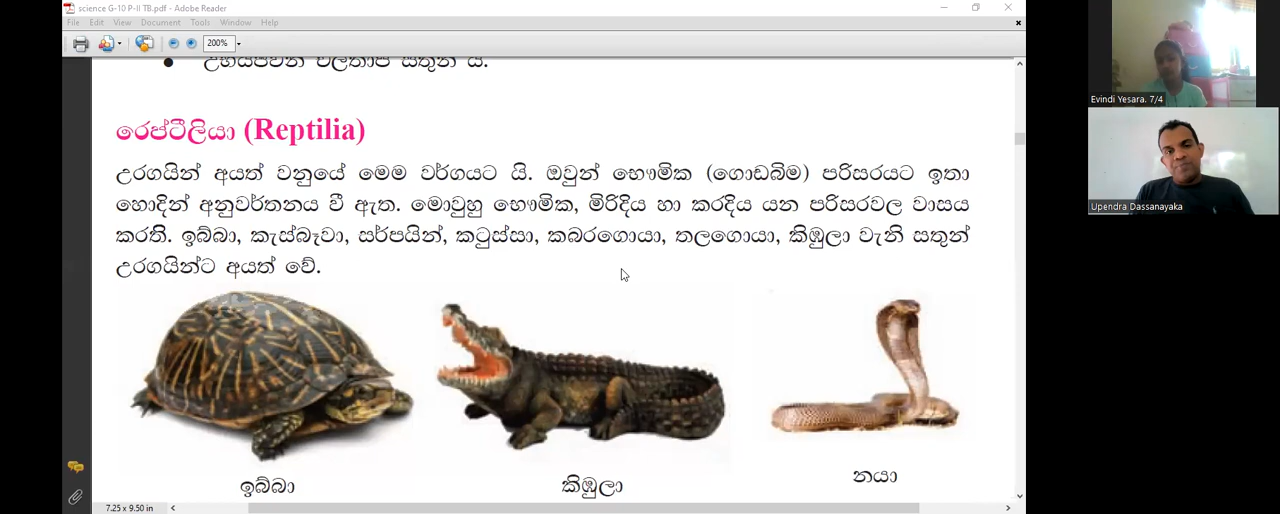 science G-10 P-II TB.pdf - Adobe Reader
File Edit View Document Tools Window Help
200%
උභයජීවීන් චලතාපී සතුන් ය.
රෙප්ටීලියා (Reptilia)
උරගයින් අයත් වනුයේ මෙම වර්ගයට යි. ඔවුන් භෞමික (ගොඩබිම) පරිසරයට ඉතා
හොදින් අනුවර්තනය වී ඇත. මොවුහු භෞමික, මිරිදිය හා කරදිය යන පරිසරවල වාසය
කරති. ඉබ්බා, කැස්බෑවා, සර්පයින්, කටුස්සා, කබරගොයා, තලගොයා, කිඹුලා වැනි සතුන්
උරගයින්ට අයත් වේ.
ඉබ්බා
කිඹුලා
නයා
7.25 x 9.50 in
Evindi Yesara. 7/4
Upendra Dassanayaka